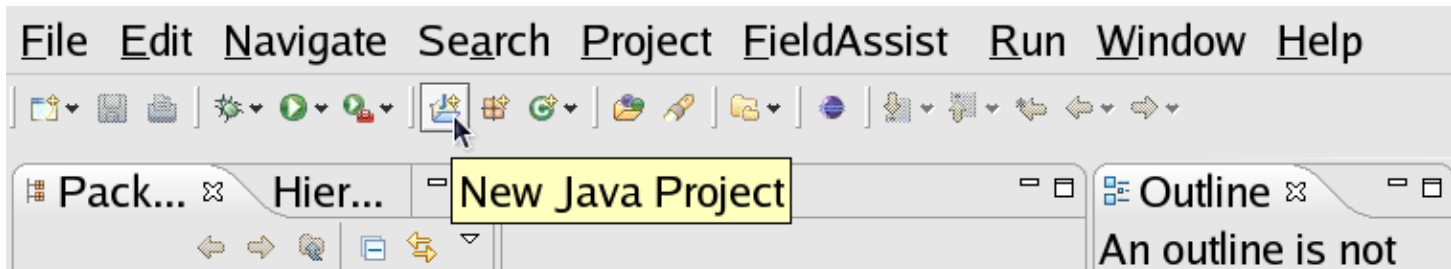 File Edit Navigate Search Project FieldAssist Run Window Help
Pack... Hier... New Java Project Outline
An outline is not